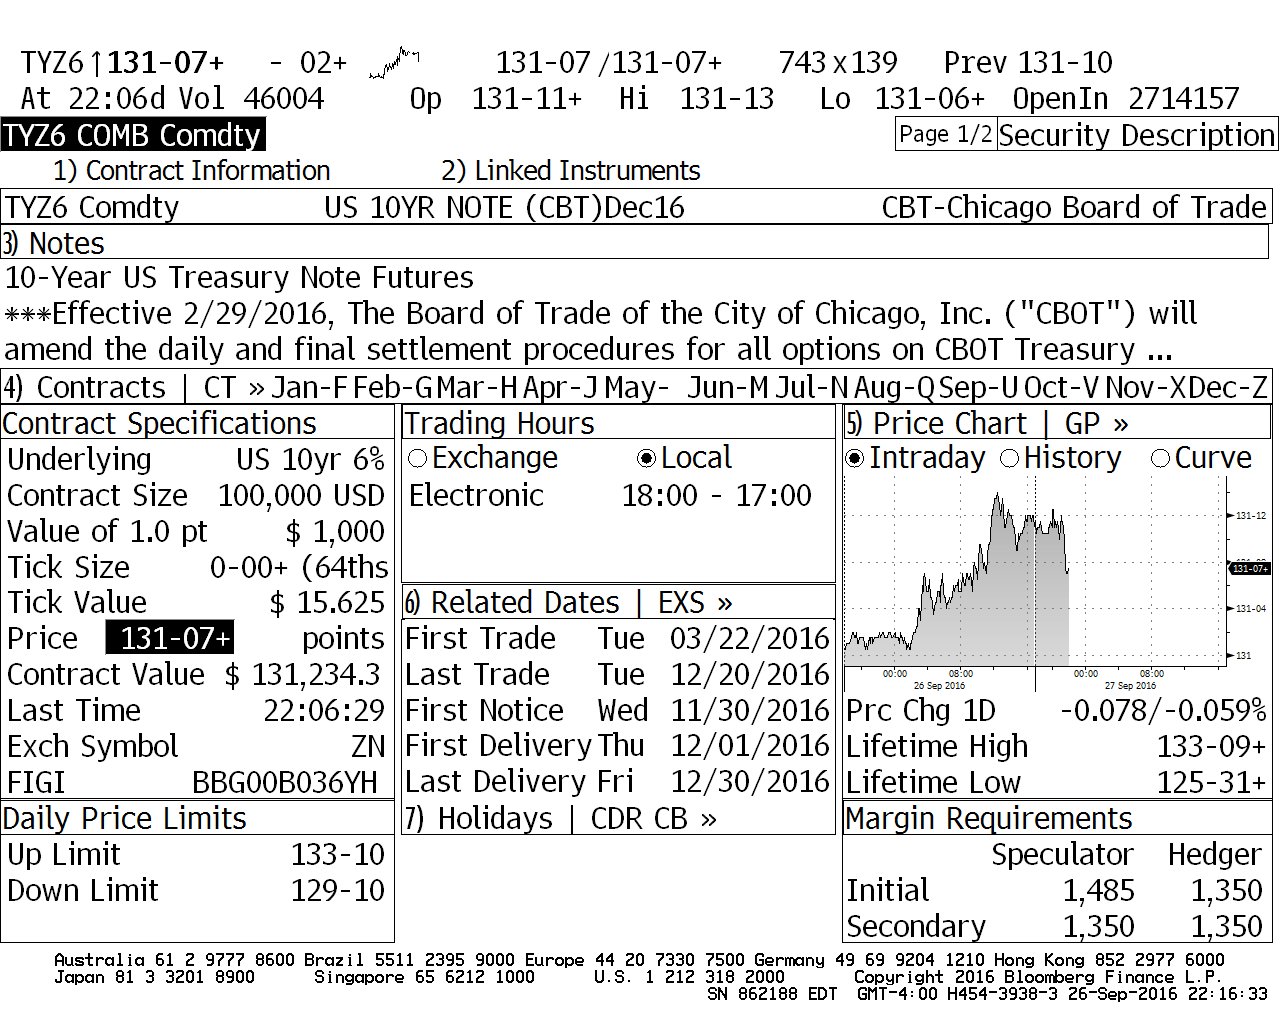 TYZ6 ↑131-07+ - 02+ 131-07 /131-07+ 743 x139 Prev 131-10
At 22:06d Vol 46004 Op 131-11+ Hi 131-13 Lo 131-06+ OpenIn 2714157
TYZ6 COMB Comdty Page 1/2 Security Description
1) Contract Information 2) Linked Instruments
TYZ6 Comdty US 10YR NOTE (CBT)Dec16 CBT-Chicago Board of Trade
3) Notes
10-Year US Treasury Note Futures
***Effective 2/29/2016, The Board of Trade of the City of Chicago, Inc. ("CBOT") will
amend the daily and final settlement procedures for all options on CBOT Treasury ...
4) Contracts | CT » Jan-F Feb-G Mar-H Apr-J May- Jun-M Jul-N Aug-Q Sep-U Oct-V Nov-X Dec-Z
Contract Specifications
Underlying US 10yr 6%
Contract Size 100,000 USD
Value of 1.0 pt $ 1,000
Tick Size 0-00+ (64ths
Tick Value $ 15.625
Price 131-07+ points
Contract Value $ 131,234.3
Last Time 22:06:29
Exch Symbol ZN
FIGI BBG00B036YH
Daily Price Limits
Up Limit 133-10
Down Limit 129-10
Trading Hours
Exchange Local
Electronic 18:00 - 17:00
6) Related Dates | EXS »
First Trade Tue 03/22/2016
Last Trade Tue 12/20/2016
First Notice Wed 11/30/2016
First Delivery Thu 12/01/2016
Last Delivery Fri 12/30/2016
7) Holidays | CDR CB »
5) Price Chart | GP »
Intraday History Curve
131-12
131-07+
131-04
131
00:00 08:00 00:00 08:00
26 Sep 2016 27 Sep 2016
Prc Chg 1D -0.078/-0.059%
Lifetime High 133-09+
Lifetime Low 125-31+
Margin Requirements
Speculator Hedger
Initial 1,485 1,350
Secondary 1,350 1,350
Australia 61 2 9777 8600 Brazil 5511 2395 9000 Europe 44 20 7330 7500 Germany 49 69 9204 1210 Hong Kong 852 2977 6000
Japan 81 3 3201 8900 Singapore 65 6212 1000 U.S. 1 212 318 2000 Copyright 2016 Bloomberg Finance L.P.
SN 862188 EDT GMT-4:00 H454-3938-3 26-Sep-2016 22:16:33